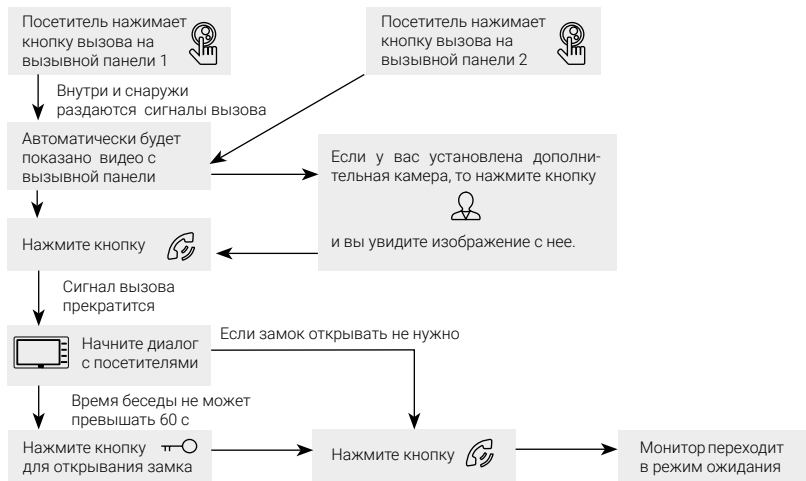 Посетитель нажимает
кнопку вызова на
вызывной панели 1
Посетитель нажимает
кнопку вызова на
вызывной панели 2
Внутри и снаружи
раздаются сигналы вызова
Автоматически будет
показано видео с
вызывной панели
Если у вас установлена дополни-
тельная камера, то нажмите кнопку
и вы увидите изображение с нее.
Нажмите кнопку
Сигнал вызова
прекратится
Начните диалог
с посетителями
Если замок открывать не нужно
Время беседы не может
превышать 60 с
Нажмите кнопку
для открывания замка
Нажмите кнопку
Монитор переходит
в режим ожидания